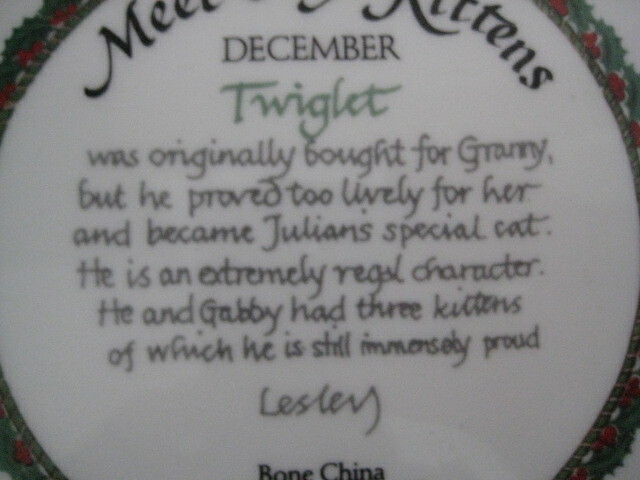 Meet Kittens
DECEMBER
Twiglet
was originally bought for Granny,
but he proved too lively for her
and became Julians special cat.
He is an extremely regal character.
He and Gabby had three kittens
of which he is still immensely proud
Lesley
Bone China